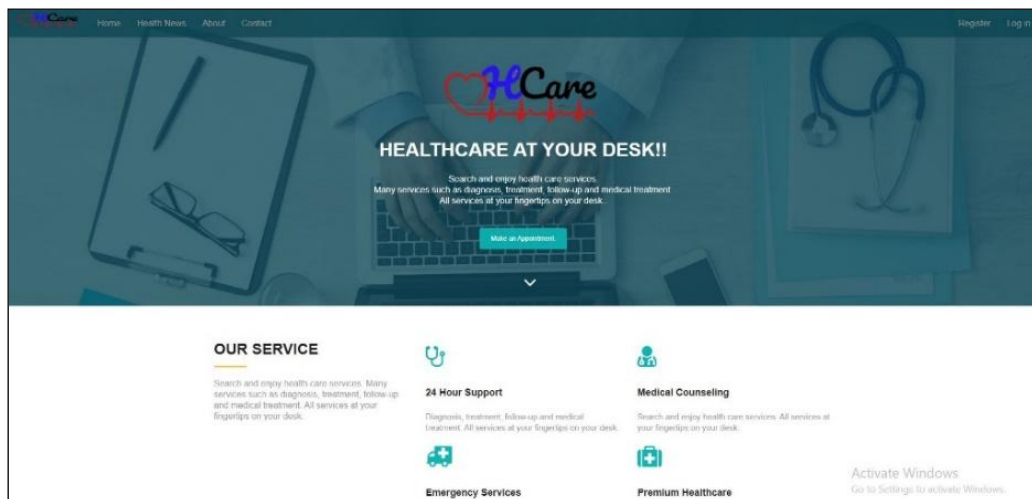 HCare
Home Health News About Contact
Register Log in
HCare
HEALTHCARE AT YOUR DESK!!
Search and enjoy health care services.
Many services such as diagnosis, treatment, follow-up and medical treatment
All services at your fingertips on your desk.
Make an Appointment.
OUR SERVICE
Search and enjoy health care services. Many
services such as diagnosis, treatment, follow-up
and medical treatment. All services at your
fingertips on your desk.
24 Hour Support
Diagnosis, treatment, follow-up and medical
treatment. All services at your fingertips on your desk.
Medical Counseling
Search and enjoy health care services. All services at
your fingertips on your desk.
Emergency Services
Premium Healthcare
Activate Windows
Go to Settings to activate Windows.